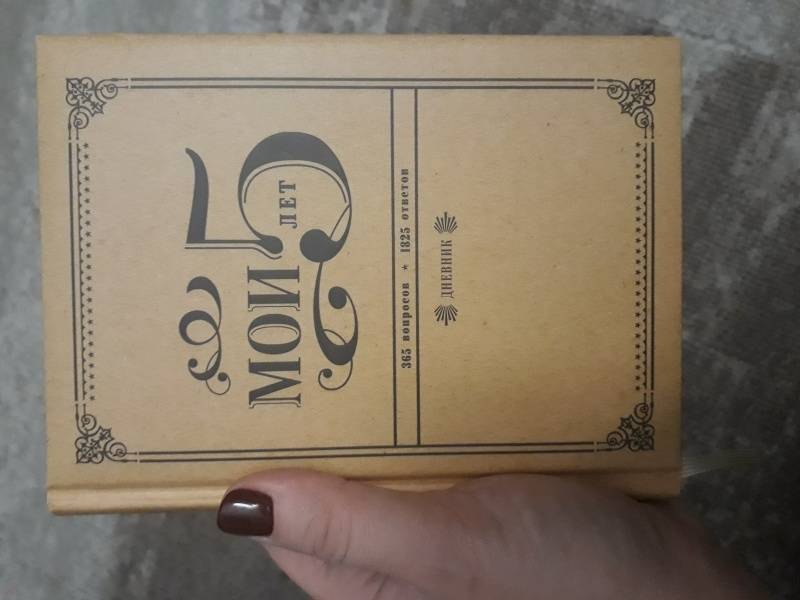 МОИ 5 ЛЕТ
365 вопросов ★ 1825 ответов
ДНЕВНИК